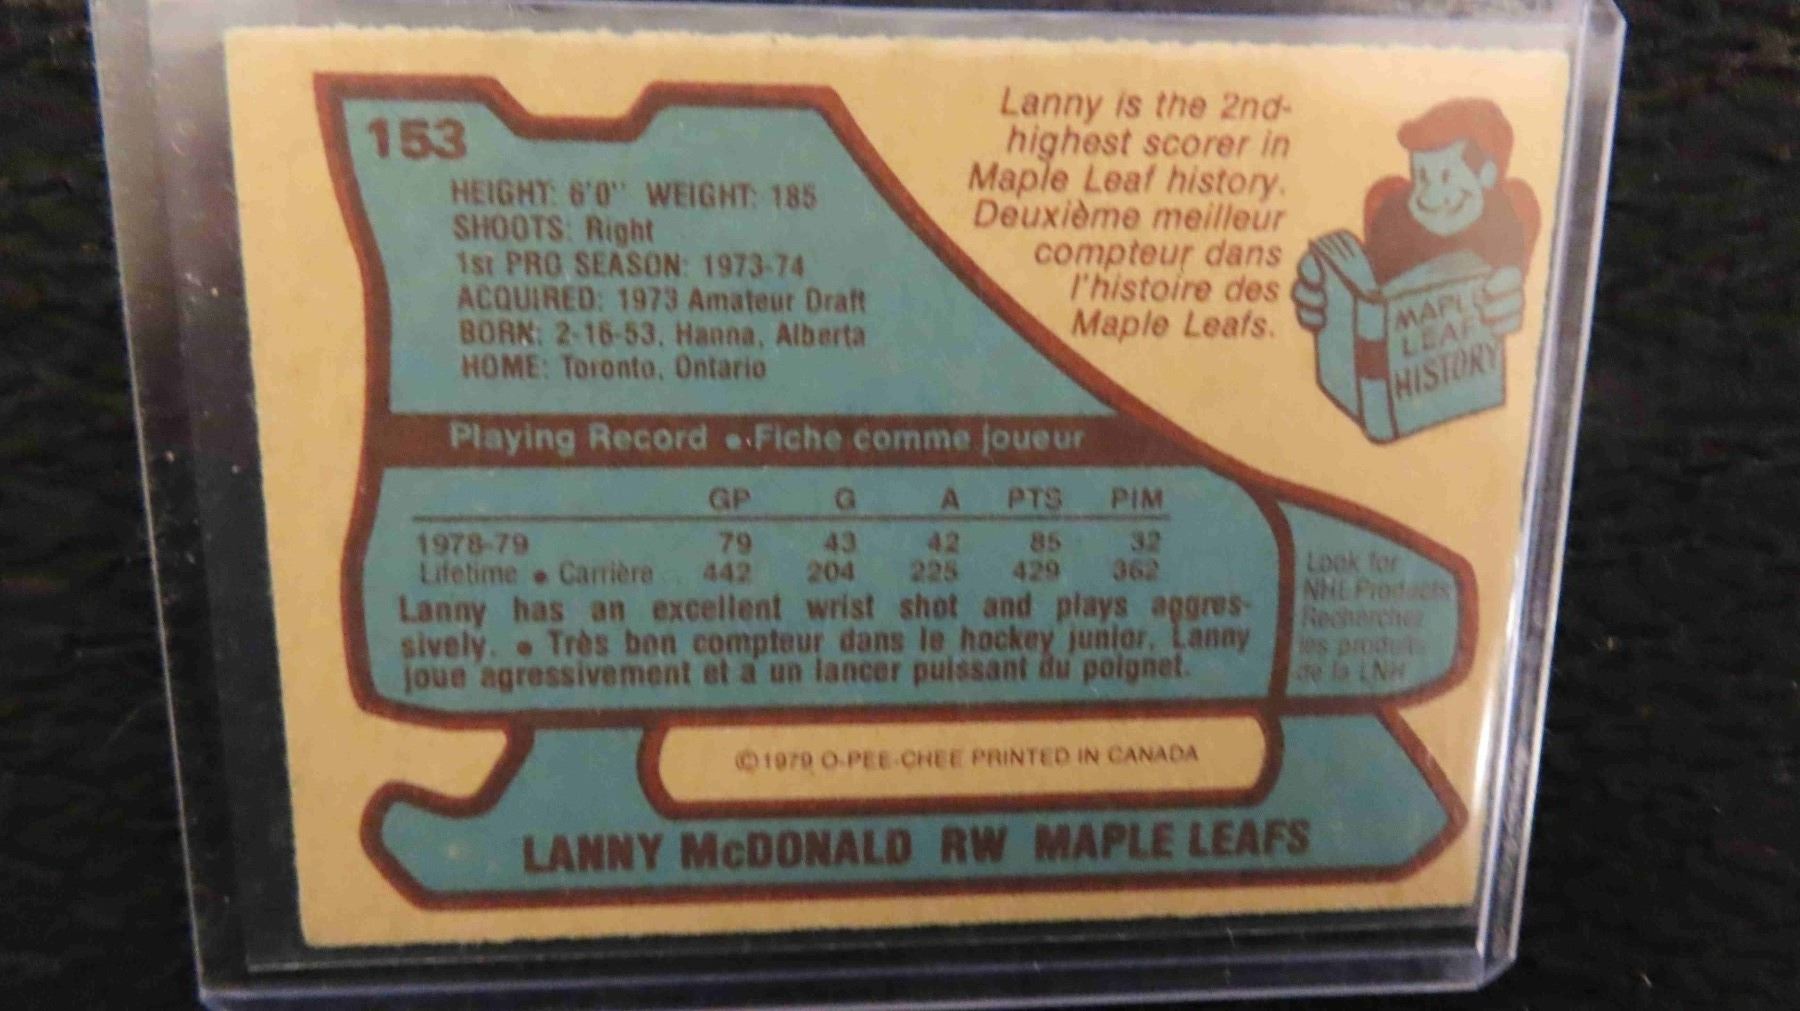 153
HEIGHT: 6'0" WEIGHT: 185
SHOOTS: Right
1st PRO SEASON: 1973-74
ACQUIRED: 1973 Amateur Draft
BORN: 2-16-53, Hanna, Alberta
HOME: Toronto, Ontario
Lanny is the 2nd-
highest scorer in
Maple Leaf history.
Deuxième meilleur
compteur dans
l'histoire des
Maple Leafs.
MAPLE
LEAF
HISTORY
Playing Record • Fiche comme joueur
GP G A PTS PIM
1978-79 79 43 42 85 32
Lifetime • Carrière 442 204 225 429 362
Lanny has an excellent wrist shot and plays aggres-
sively. • Très bon compteur dans le hockey junior, Lanny
joue agressivement et a un lancer puissant du poignet.
Look for
NHL Products
Recherchez
les produits
de la LNH
©1979 O-PEE-CHEE PRINTED IN CANADA
LANNY McDONALD RW MAPLE LEAFS